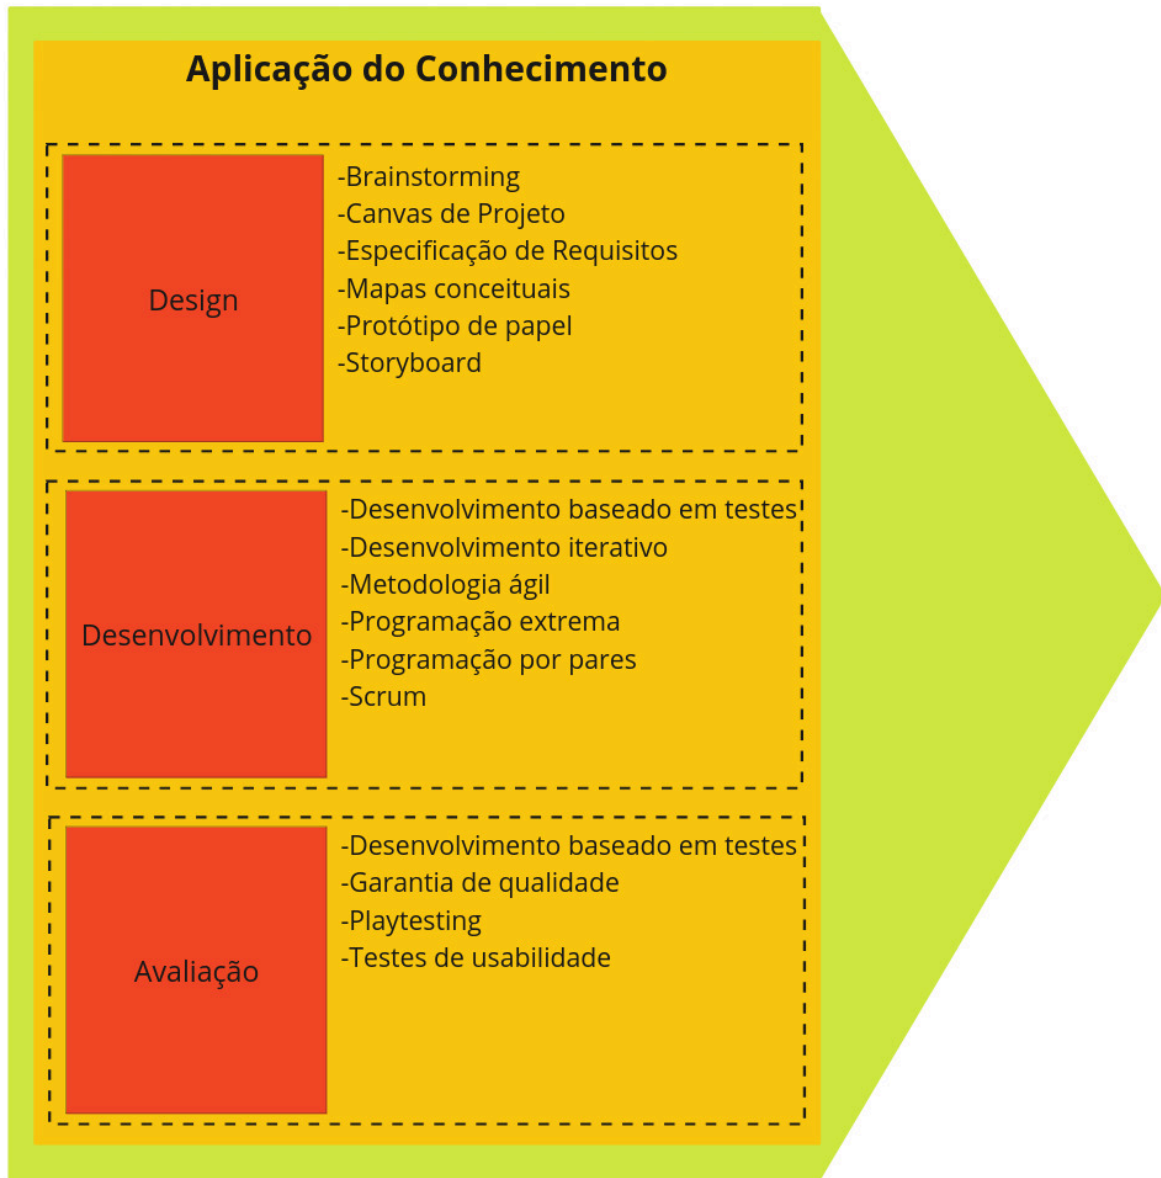 Aplicação do Conhecimento
Design
-Brainstorming
-Canvas de Projeto
-Especificação de Requisitos
-Mapas conceituais
-Protótipo de papel
-Storyboard
Desenvolvimento
-Desenvolvimento baseado em testes
-Desenvolvimento iterativo
-Metodologia ágil
-Programação extrema
-Programação por pares
-Scrum
Avaliação
-Desenvolvimento baseado em testes
-Garantia de qualidade
-Playtesting
-Testes de usabilidade